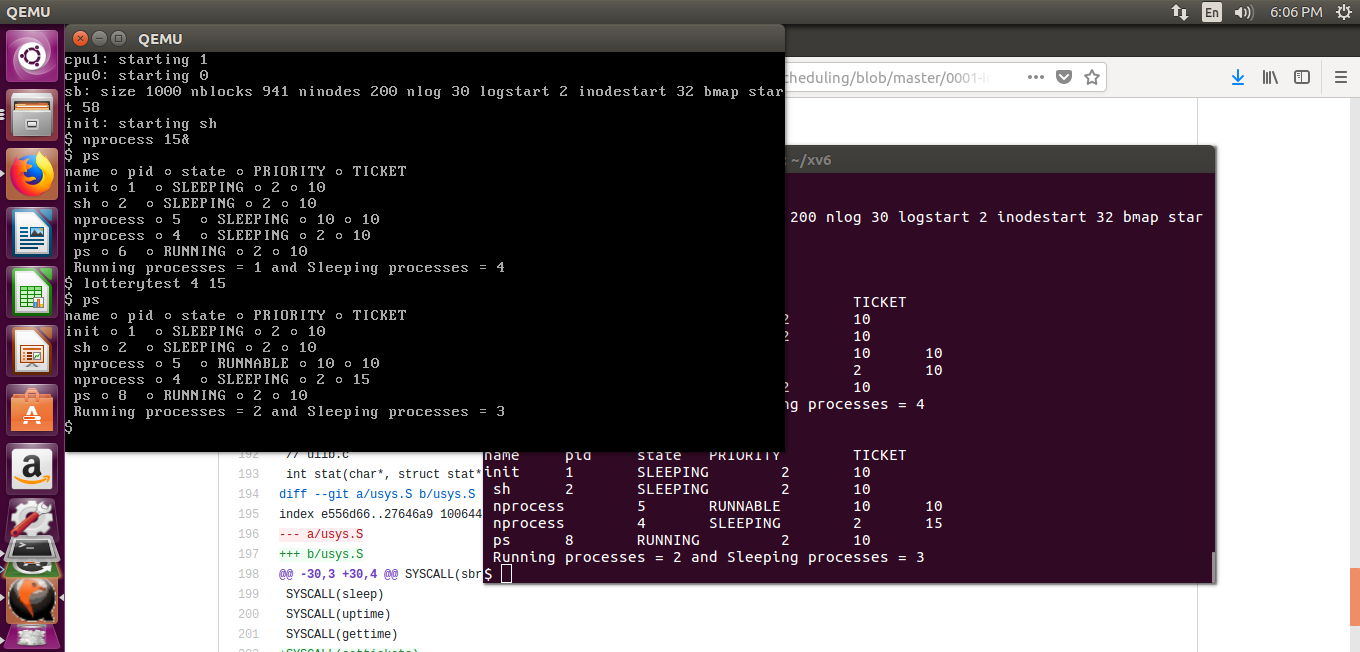 QEMU
En
6:06 PM
QEMU
cpu1: starting 1
cpu0: starting 0
sb: size 1000 nblocks 941 ninodes 200 nlog 30 logstart 2 inodestart 32 bmap star
t 58
init: starting sh
$ nprocess 15&
$ ps
name o pid o state o PRIORITY o TICKET
init o 1 o SLEEPING o 2 o 10
sh o 2 o SLEEPING o 2 o 10
nprocess o 5 o SLEEPING o 10 o 10
nprocess o 4 o SLEEPING o 2 o 10
ps o 6 o RUNNING o 2 o 10
Running processes = 1 and Sleeping processes = 4
$ lotterytest 4 15
$ ps
name o pid o state o PRIORITY o TICKET
init o 1 o SLEEPING o 2 o 10
sh o 2 o SLEEPING o 2 o 10
nprocess o 5 o RUNNABLE o 10 o 10
nprocess o 4 o SLEEPING o 2 o 15
ps o 8 o RUNNING o 2 o 10
Running processes = 2 and Sleeping processes = 3
$
cheduling/blob/master/0001-
: ~/xv6
200 nlog 30 logstart 2 inodestart 32 bmap star
TICKET
2 10
2 10
10 10
2 10
2 10
ng processes = 4
name pid state PRIORITY TICKET
init 1 SLEEPING 2 10
sh 2 SLEEPING 2 10
nprocess 5 RUNNABLE 10 10
nprocess 4 SLEEPING 2 15
ps 8 RUNNING 2 10
Running processes = 2 and Sleeping processes = 3
$
192 // ulib.c
193 int stat(char*, struct stat*
194 diff --git a/usys.S b/usys.S
195 index e556d66..27646a9 100644
196 --- a/usys.S
197 +++ b/usys.S
198 @@ -30,3 +30,4 @@ SYSCALL(sbr
199 SYSCALL(sleep)
200 SYSCALL(uptime)
201 SYSCALL(gettime)